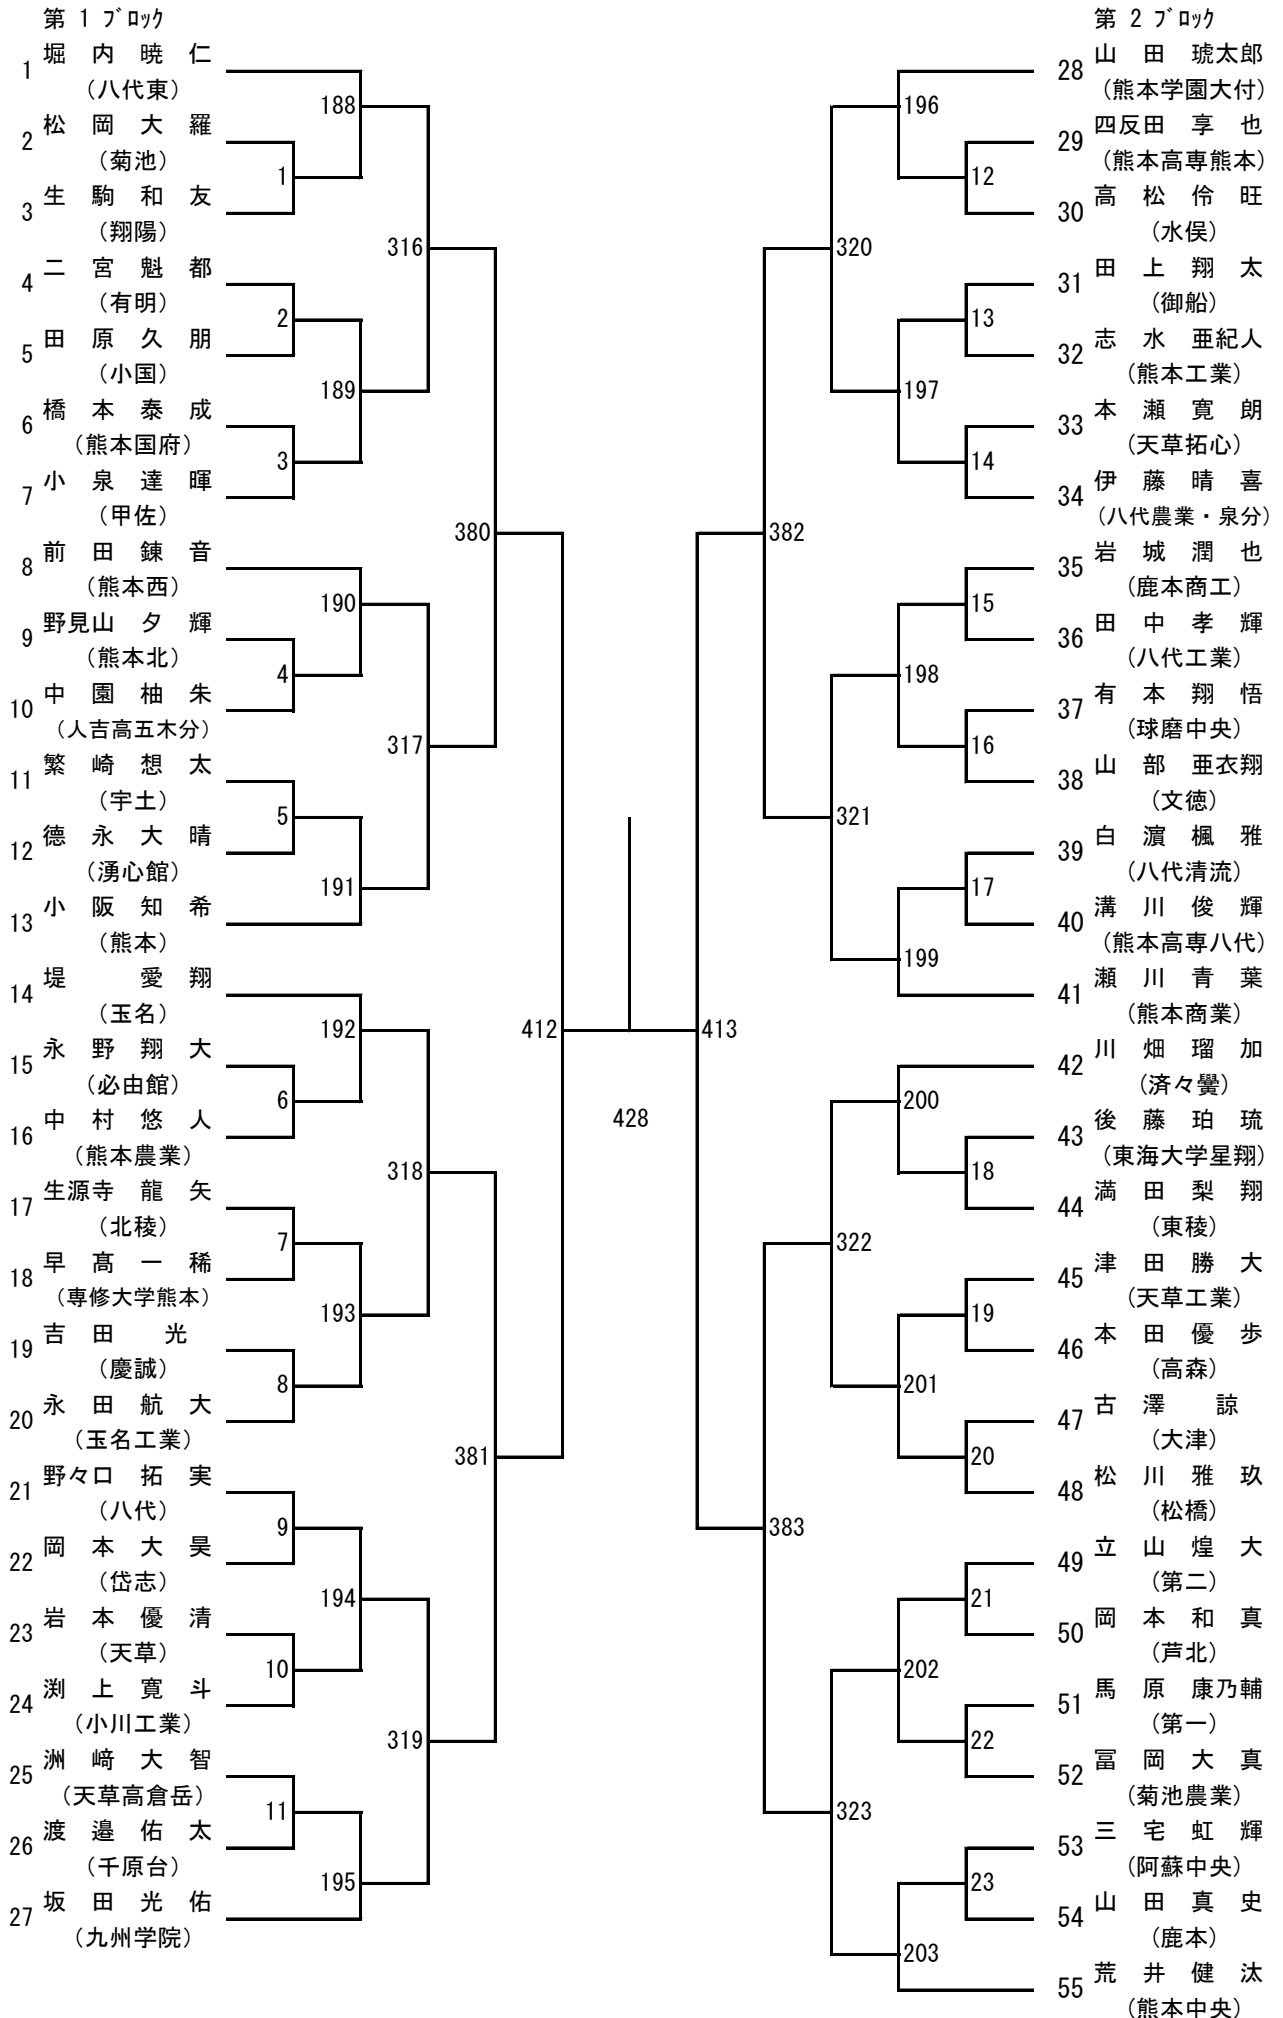 第 1 ﾌﾞﾛｯｸ
1 堀 内 暁 仁
（八代東）
188
2 松 岡 大 羅
（菊池）
1
3 生 駒 和 友
（翔陽）
316
4 二 宮 魁 都
（有明）
2
5 田 原 久 朋
（小国）
189
6 橋 本 泰 成
（熊本国府）
3
7 小 泉 達 暉
（甲佐）
380
8 前 田 錬 音
（熊本西）
190
9 野見山 夕 輝
（熊本北）
4
10 中 園 柚 朱
（人吉高五木分）
317
11 繁 崎 想 太
（宇土）
5
12 德 永 大 晴
（湧心館）
191
13 小 阪 知 希
（熊本）
14 堤 愛 翔
（玉名）
192
412
15 永 野 翔 大
（必由館）
6
16 中 村 悠 人
（熊本農業）
318
17 生源寺 龍 矢
（北稜）
7
18 早 髙 一 稀
（専修大学熊本）
193
19 吉 田 光
（慶誠）
8
20 永 田 航 大
（玉名工業）
381
21 野々口 拓 実
（八代）
9
22 岡 本 大 昊
（岱志）
194
23 岩 本 優 清
（天草）
10
24 渕 上 寛 斗
（小川工業）
319
25 洲 﨑 大 智
（天草高倉岳）
11
26 渡 邉 佑 太
（千原台）
195
27 坂 田 光 佑
（九州学院）
428
第 2 ﾌﾞﾛｯｸ
28 山 田 琥太郎
（熊本学園大付）
196
29 四反田 享 也
（熊本高専熊本）
12
30 高 松 伶 旺
（水俣）
320
31 田 上 翔 太
（御船）
13
32 志 水 亜紀人
（熊本工業）
197
33 本 瀬 寛 朗
（天草拓心）
14
34 伊 藤 晴 喜
（八代農業・泉分）
382
35 岩 城 潤 也
（鹿本商工）
15
36 田 中 孝 輝
（八代工業）
198
37 有 本 翔 悟
（球磨中央）
16
38 山 部 亜衣翔
（文徳）
321
39 白 濵 楓 雅
（八代清流）
17
40 溝 川 俊 輝
（熊本高専八代）
199
41 瀬 川 青 葉
（熊本商業）
413
42 川 畑 瑠 加
（済々黌）
200
43 後 藤 珀 琉
（東海大学星翔）
18
44 満 田 梨 翔
（東稜）
322
45 津 田 勝 大
（天草工業）
19
46 本 田 優 歩
（高森）
201
47 古 澤 諒
（大津）
20
48 松 川 雅 玖
（松橋）
383
49 立 山 煌 大
（第二）
21
50 岡 本 和 真
（芦北）
202
51 馬 原 康乃輔
（第一）
22
52 冨 岡 大 真
（菊池農業）
323
53 三 宅 虹 輝
（阿蘇中央）
23
54 山 田 真 史
（鹿本）
203
55 荒 井 健 汰
（熊本中央）